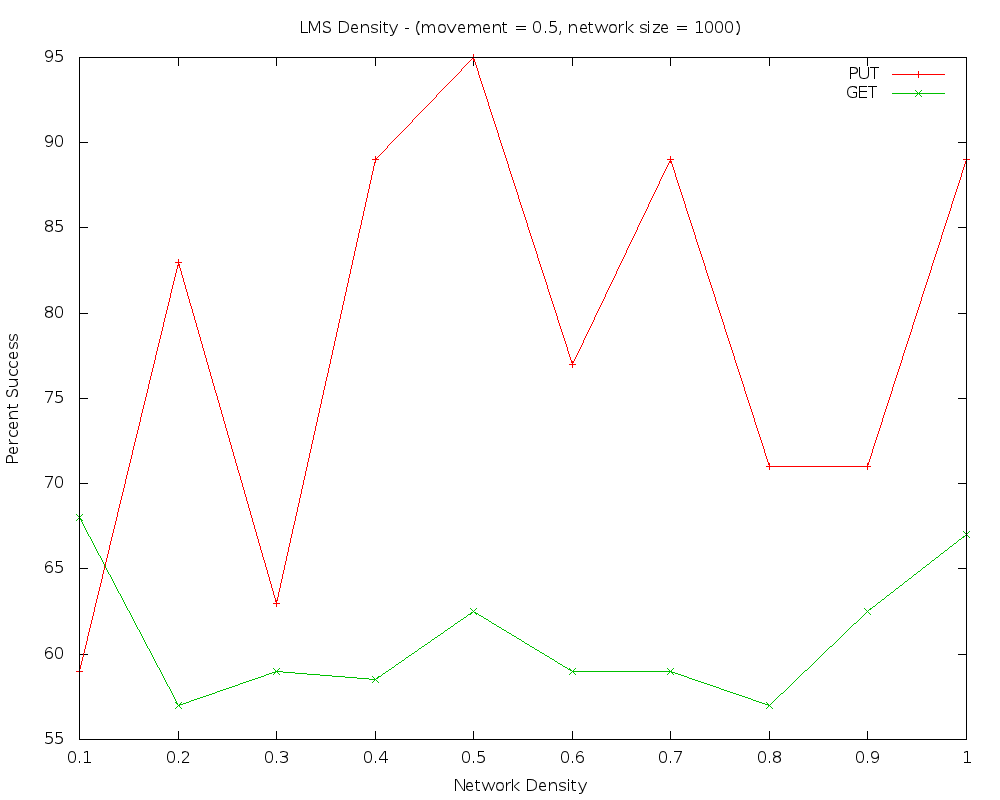 LMS Density - (movement = 0.5, network size = 1000)
PUT
GET
95
90
85
80
75
70
65
60
55
Percent Success
0.1 0.2 0.3 0.4 0.5 0.6 0.7 0.8 0.9 1
Network Density